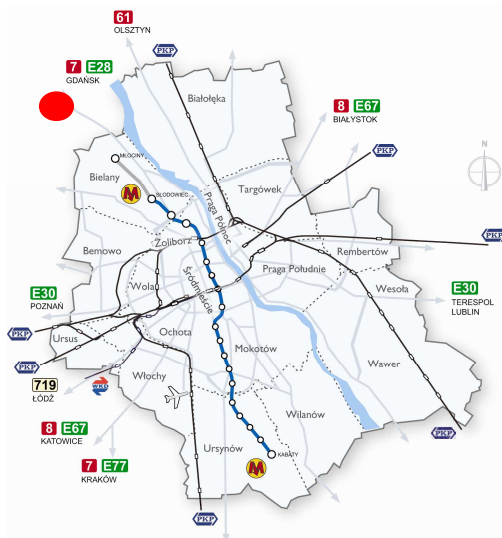 61
OLSZTYN
PKP
7 E28
GDAŃSK
Białołęka
8 E67
BIAŁYSTOK
PKP
MŁOCINY
N
Bielany
M
SŁODOWIEC
Targówek
Praga Północ
PKP
Żoliborz
Bemowo
Rembertów
Praga Południe
Śródmieście
Wola
Wesoła
E30
POZNAŃ
E30
TERESPOL
LUBLIN
Ochota
PKP
Ursus
Mokotów
Wawer
PKP
Włochy
719
ŁÓDŹ
WKD
Wilanów
8 E67
KATOWICE
PKP
Ursynów
KABATY
M
7 E77
KRAKÓW
PKP